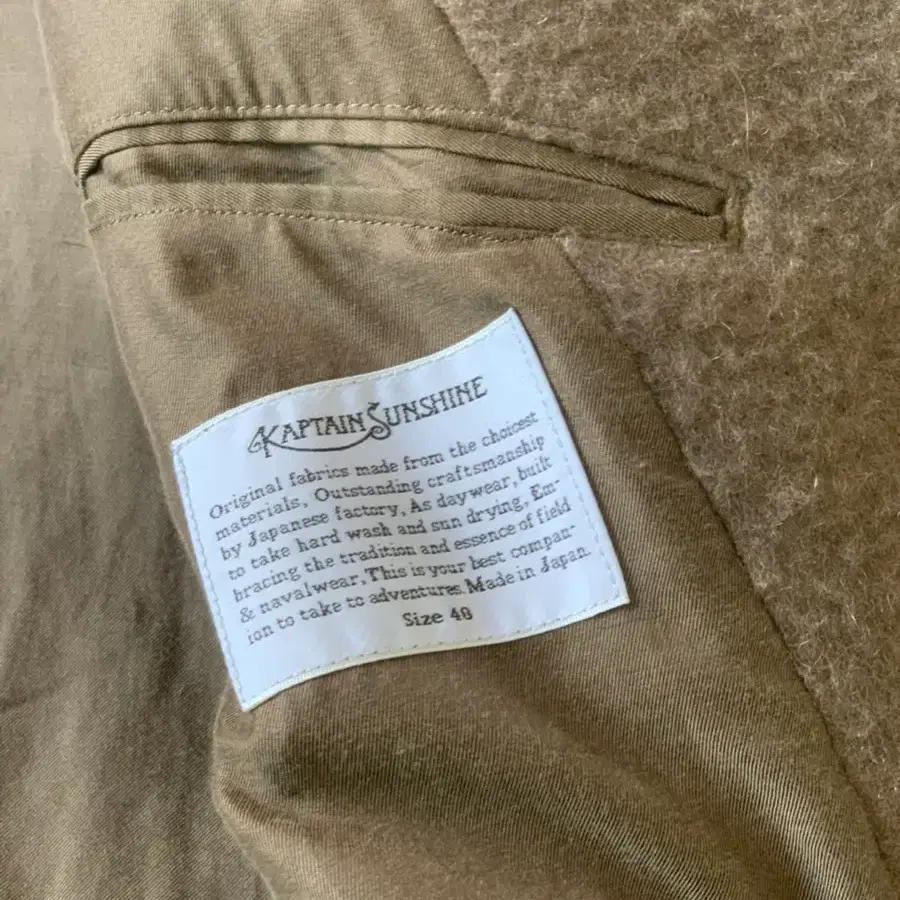 KAPTAIN SUNSHINE
Original fabrics made from the choicest
materials, Outstanding craftsmanship
by Japanese factory, As daywear, built
to take hard wash and sun drying, Em-
bracing the tradition and essence of field
& navalwear, This is your best compan-
ion to take to adventures. Made in Japan.
Size 40